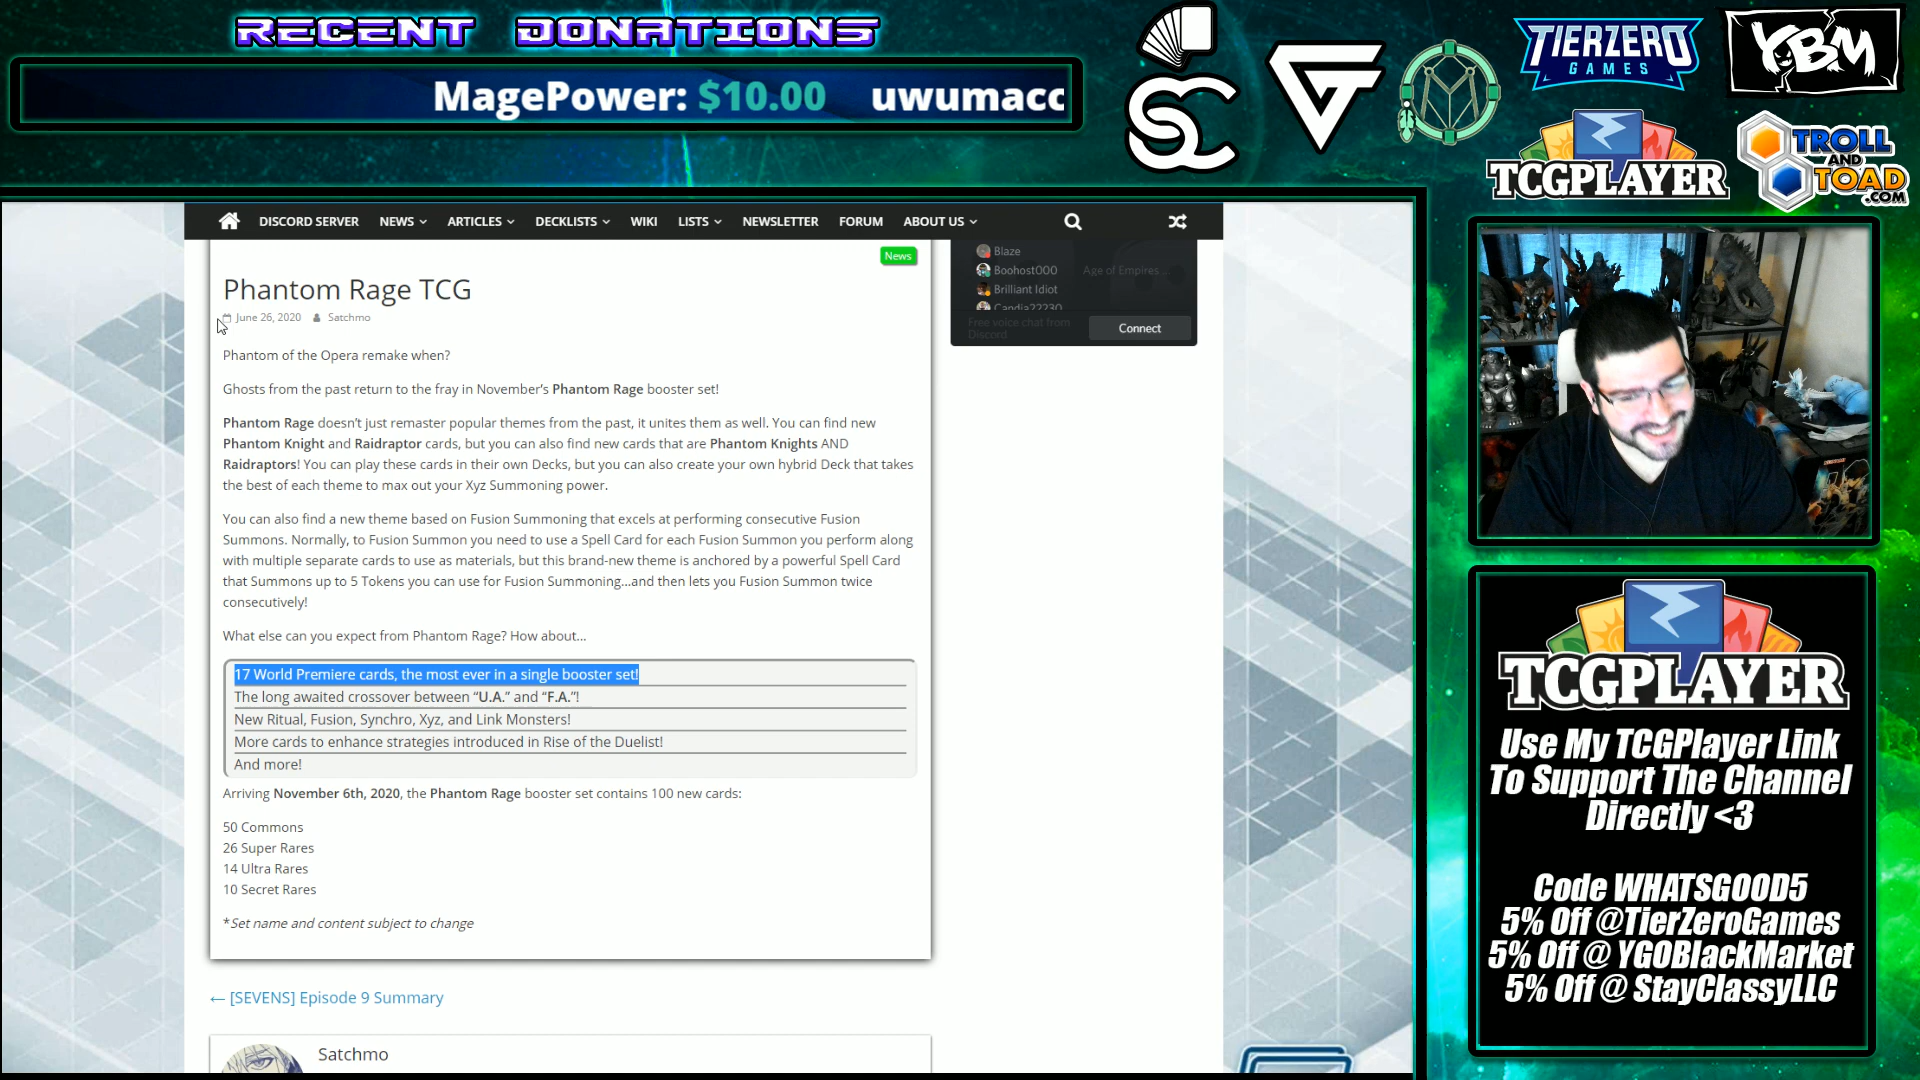 RECENT DONATIONS
MagePower: $10.00 uwumacc
SC
TIERZERO
GAMES
YBM
TCGPLAYER
TROLL
AND
TOAD
.COM
DISCORD SERVER NEWS ARTICLES DECKLISTS WIKI LISTS NEWSLETTER FORUM ABOUT US
News
Phantom Rage TCG
June 26, 2020 Satchmo
Phantom of the Opera remake when?
Ghosts from the past return to the fray in November's Phantom Rage booster set!
Phantom Rage doesn't just remaster popular themes from the past, it unites them as well. You can find new
Phantom Knight and Raidraptor cards, but you can also find new cards that are Phantom Knights AND
Raidraptors! You can play these cards in their own Decks, but you can also create your own hybrid Deck that takes
the best of each theme to max out your Xyz Summoning power.
You can also find a new theme based on Fusion Summoning that excels at performing consecutive Fusion
Summons. Normally, to Fusion Summon you need to use a Spell Card for each Fusion Summon you perform along
with multiple separate cards to use as materials, but this brand-new theme is anchored by a powerful Spell Card
that Summons up to 5 Tokens you can use for Fusion Summoning...and then lets you Fusion Summon twice
consecutively!
What else can you expect from Phantom Rage? How about...
17 World Premiere cards, the most ever in a single booster set!
The long awaited crossover between “U.A.” and “F.A.”!
New Ritual, Fusion, Synchro, Xyz, and Link Monsters!
More cards to enhance strategies introduced in Rise of the Duelist!
And more!
Arriving November 6th, 2020, the Phantom Rage booster set contains 100 new cards:
50 Commons
26 Super Rares
14 Ultra Rares
10 Secret Rares
*Set name and content subject to change
← [SEVENS] Episode 9 Summary
Satchmo
Blaze
Boohost000 Age of Empires...
Brilliant Idiot
Candia22230
Free voice chat from
Discord
Connect
TCGPLAYER
Use My TCGPlayer Link
To Support The Channel
Directly <3
Code WHATSGOOD5
5% Off @TierZeroGames
5% Off @ YGOBlackMarket
5% Off @ StayClassyLLC